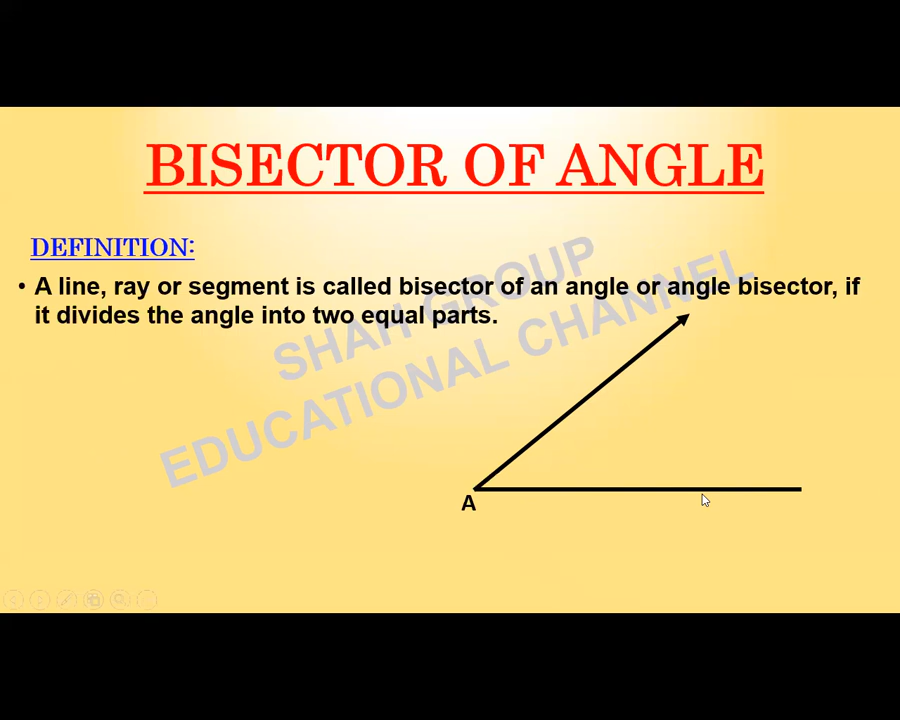 BISECTOR OF ANGLE
DEFINITION:
• A line, ray or segment is called bisector of an angle or angle bisector, if
it divides the angle into two equal parts.
SHAH GROUP
EDUCATIONAL CHANNEL
A